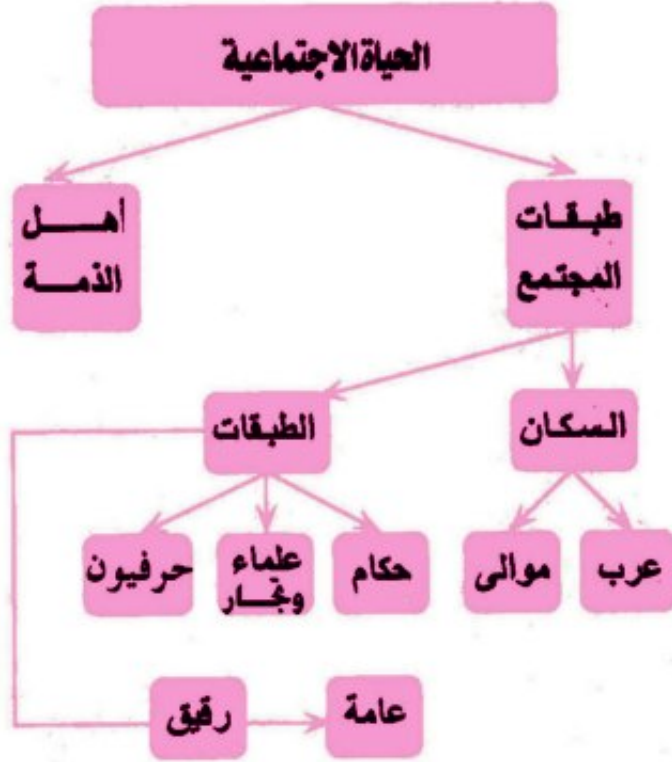 الحياة الاجتماعية
طبقات
المجتمع
أهل
الذمة
السكان
الطبقات
عرب
موالى
حكام
علماء
وتجار
حرفيون
عامة
رقيق